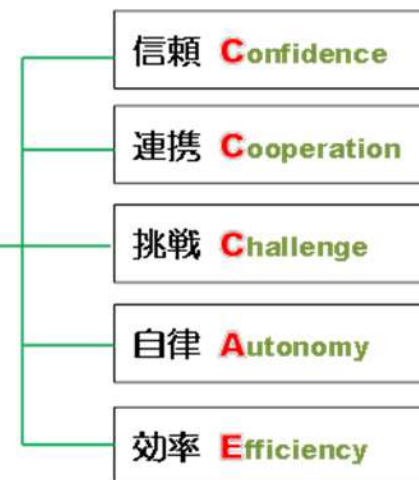 信頼 Confidence
連携 Cooperation
挑戦 Challenge
自律 Autonomy
効率 Efficiency